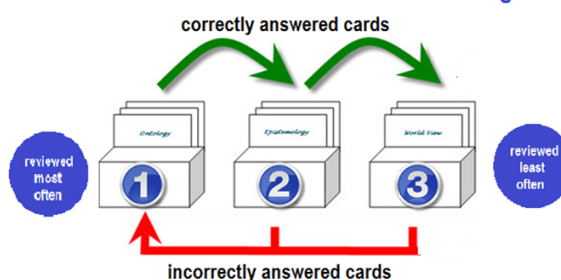 correctly answered cards
Ontology
Epistemology
World View
reviewed
most
often
1
2
3
reviewed
least
often
incorrectly answered cards